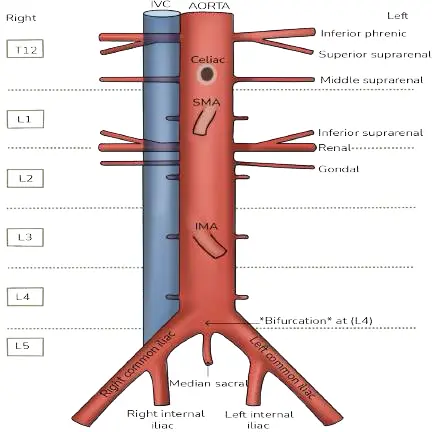 IVC AORTA
Right
Left
Inferior phrenic
T12
Superior suprarenal
Celiac
Middle suprarenal
SMA
L1
Inferior suprarenal
Renal
Gondal
L2
IMA
L3
L4
*Bifurcation* at (L4)
L5
Right common iliac
Left common iliac
Median sacral
Right internal
iliac
Left internal
iliac